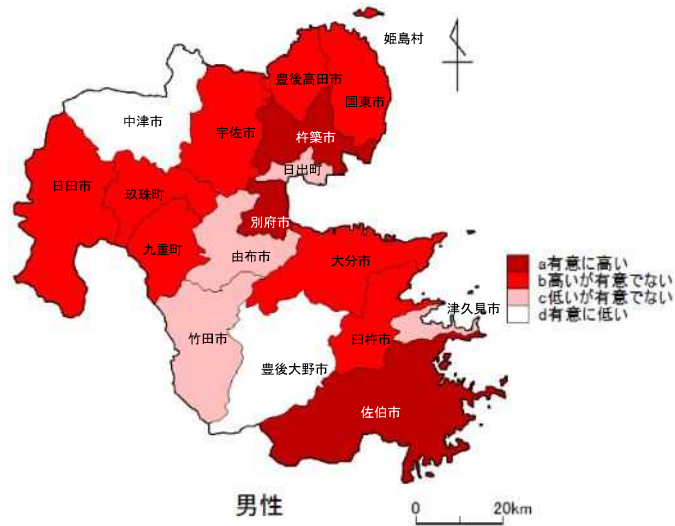 姫島村
豊後高田市
国東市
中津市
宇佐市
杵築市
日出町
日田市
玖珠町
別府市
九重町
由布市
大分市
a有意に高い
b高いが有意でない
c低いが有意でない
d有意に低い
津久見市
竹田市
臼杵市
豊後大野市
佐伯市
男性
0 20km